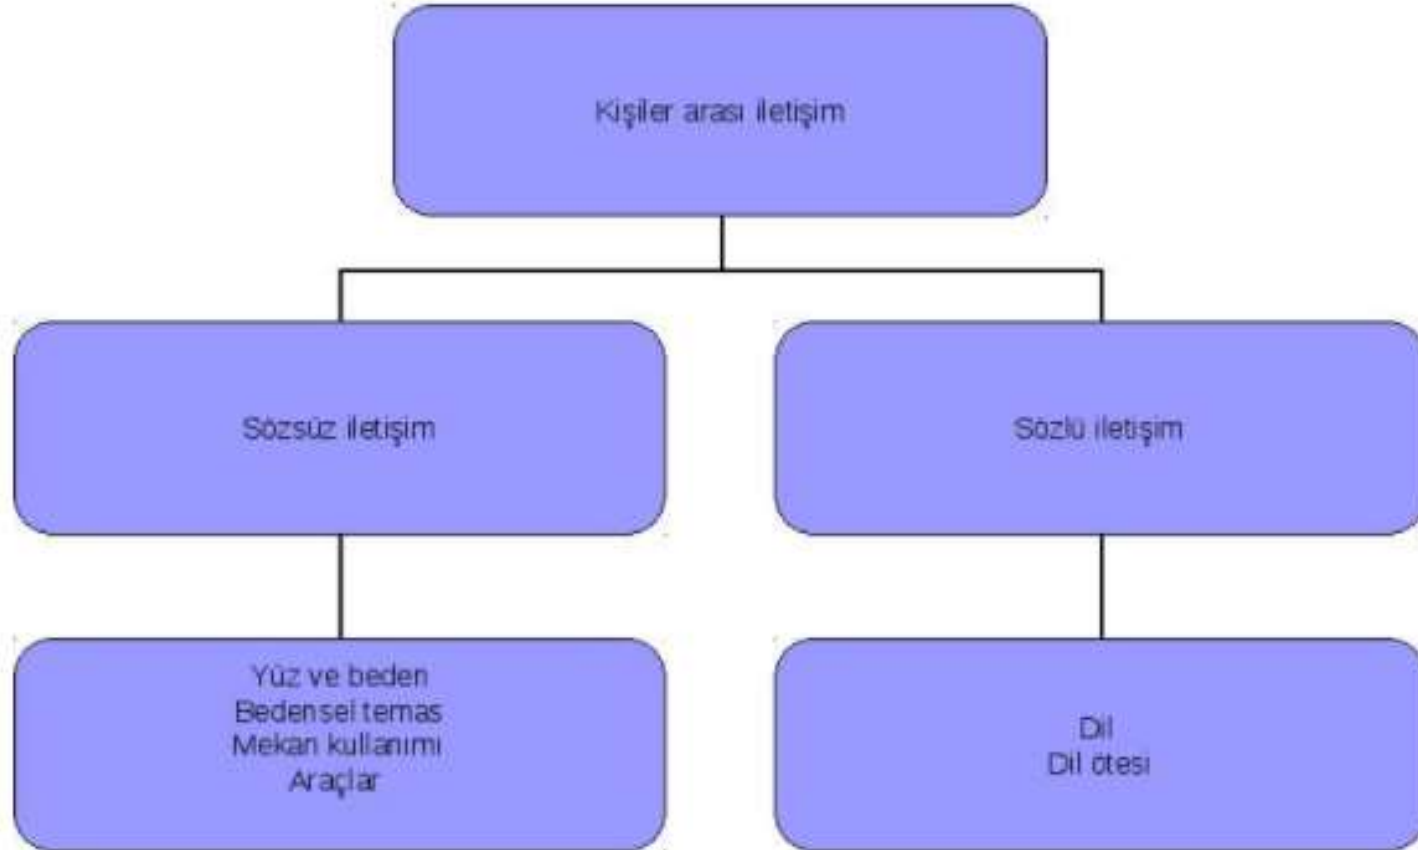 Kişiler arası iletişim
Sözsüz iletişim
Sözlü iletişim
Yüz ve beden
Bedensel temas
Mekan kullanımı
Araçlar
Dil
Dil ötesi